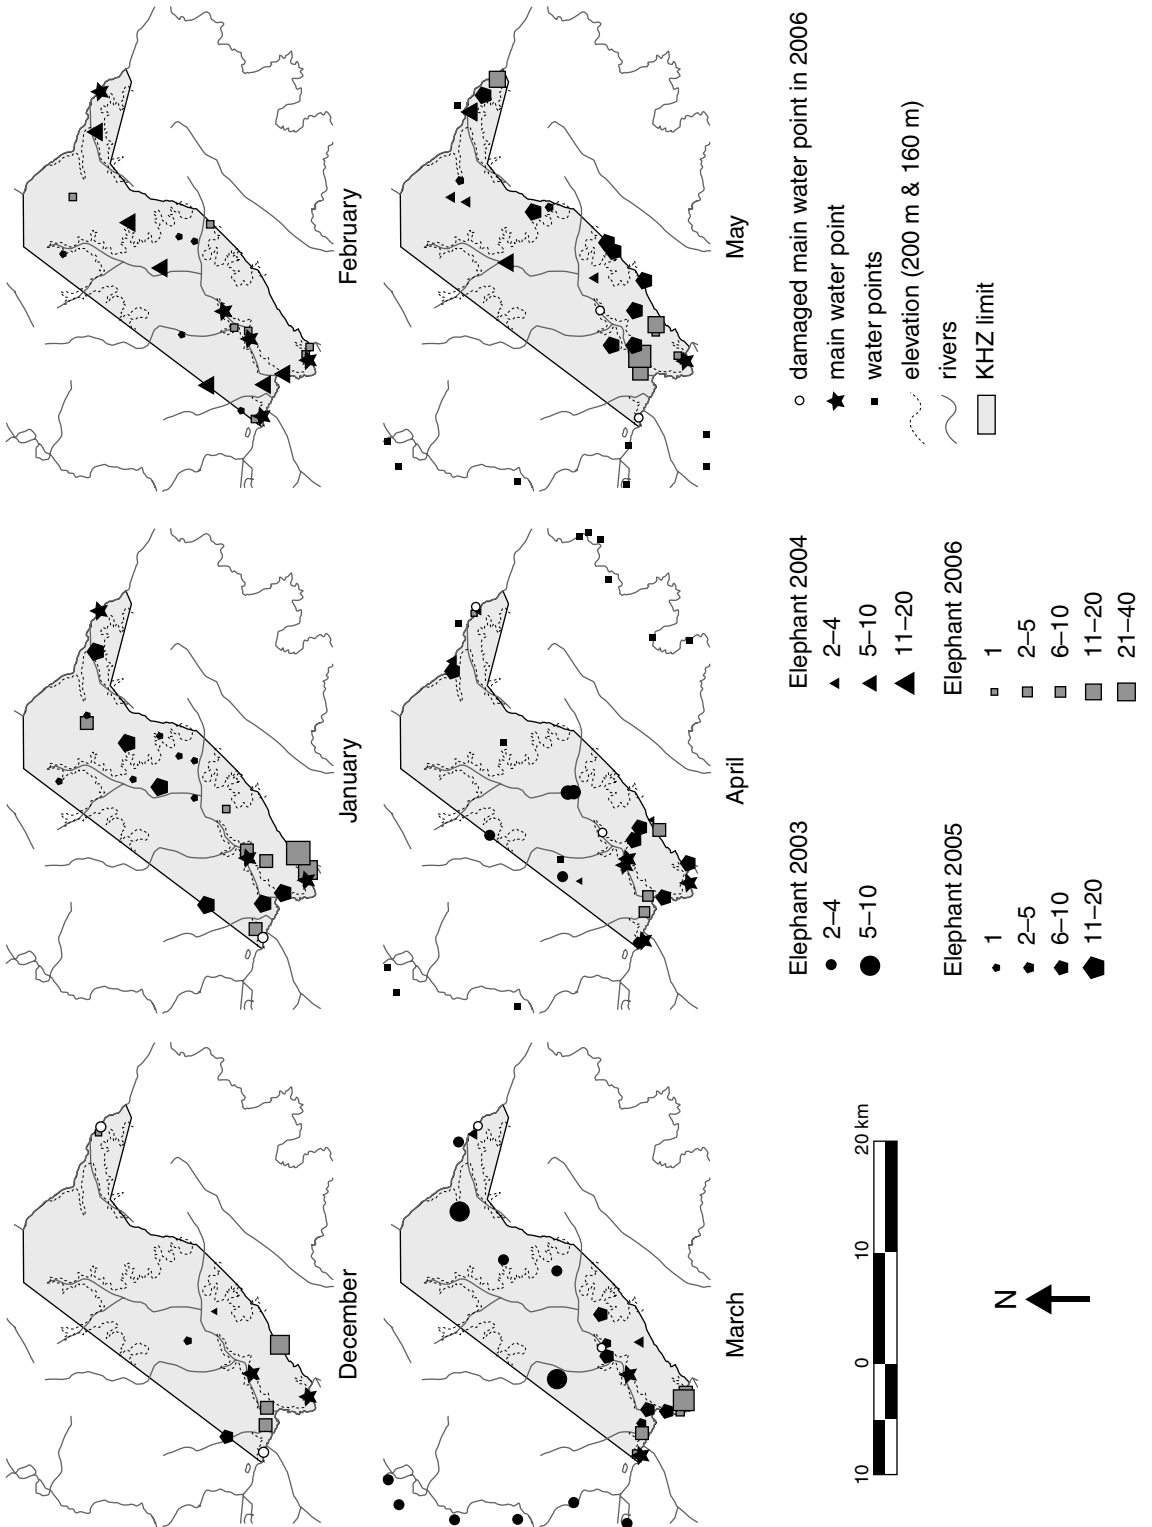 December
January
February
March
April
May
10
0
10
20 km
N
Elephant 2003
2–4
5–10
Elephant 2005
1
2–5
6–10
11–20
Elephant 2004
2–4
5–10
11–20
Elephant 2006
1
2–5
6–10
11–20
21–40
damaged main water point in 2006
main water point
water points
elevation (200 m & 160 m)
rivers
KHZ limit